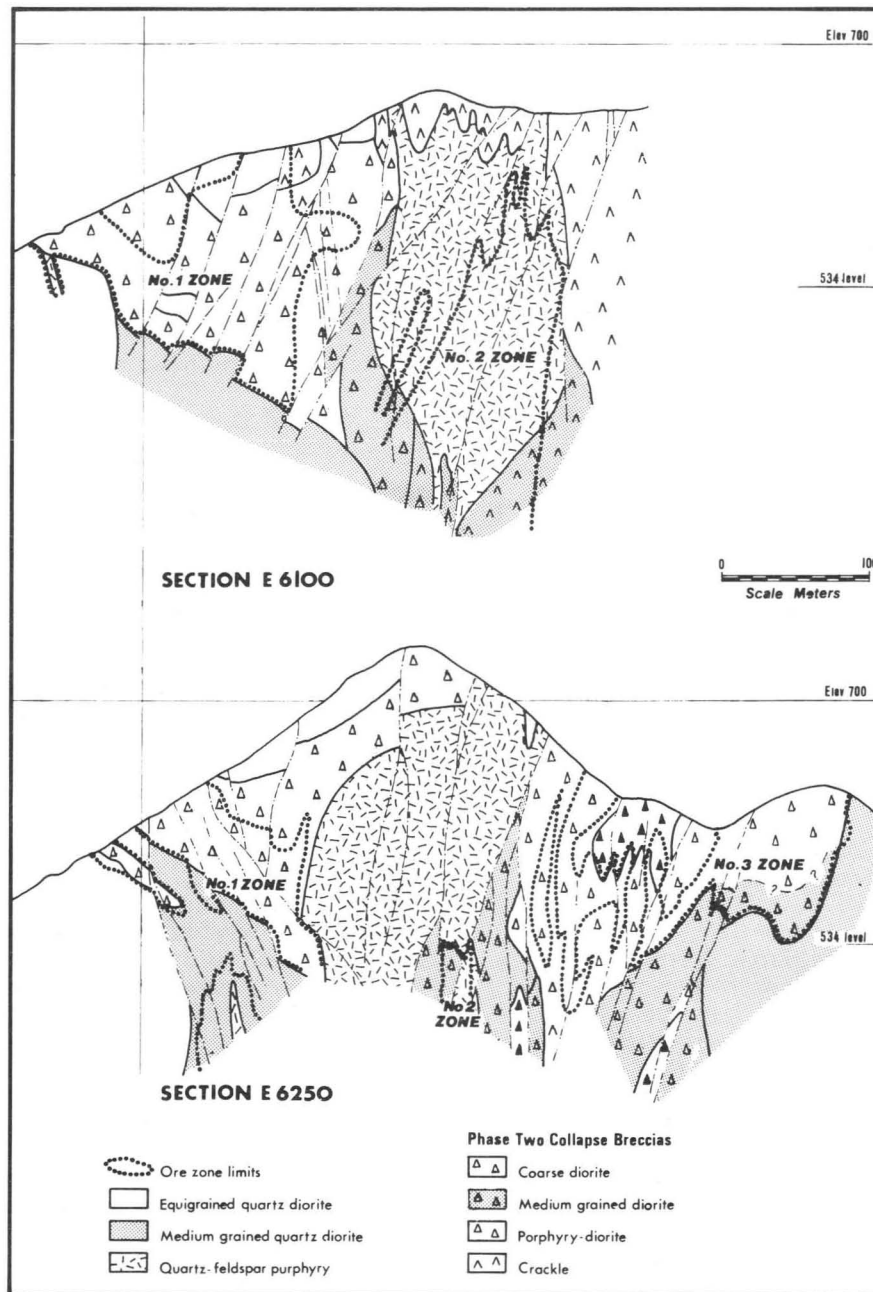 Elev 700
534 level
No.1 ZONE
No. 2 ZONE
SECTION E 6100
0 100
Scale Meters
Elev 700
No.1 ZONE
No. 3 ZONE
534 level
No 2
ZONE
SECTION E 6250
Ore zone limits
Equigrained quartz diorite
Medium grained quartz diorite
Quartz-feldspar purphyry
Phase Two Collapse Breccias
Coarse diorite
Medium grained diorite
Porphyry-diorite
Crackle